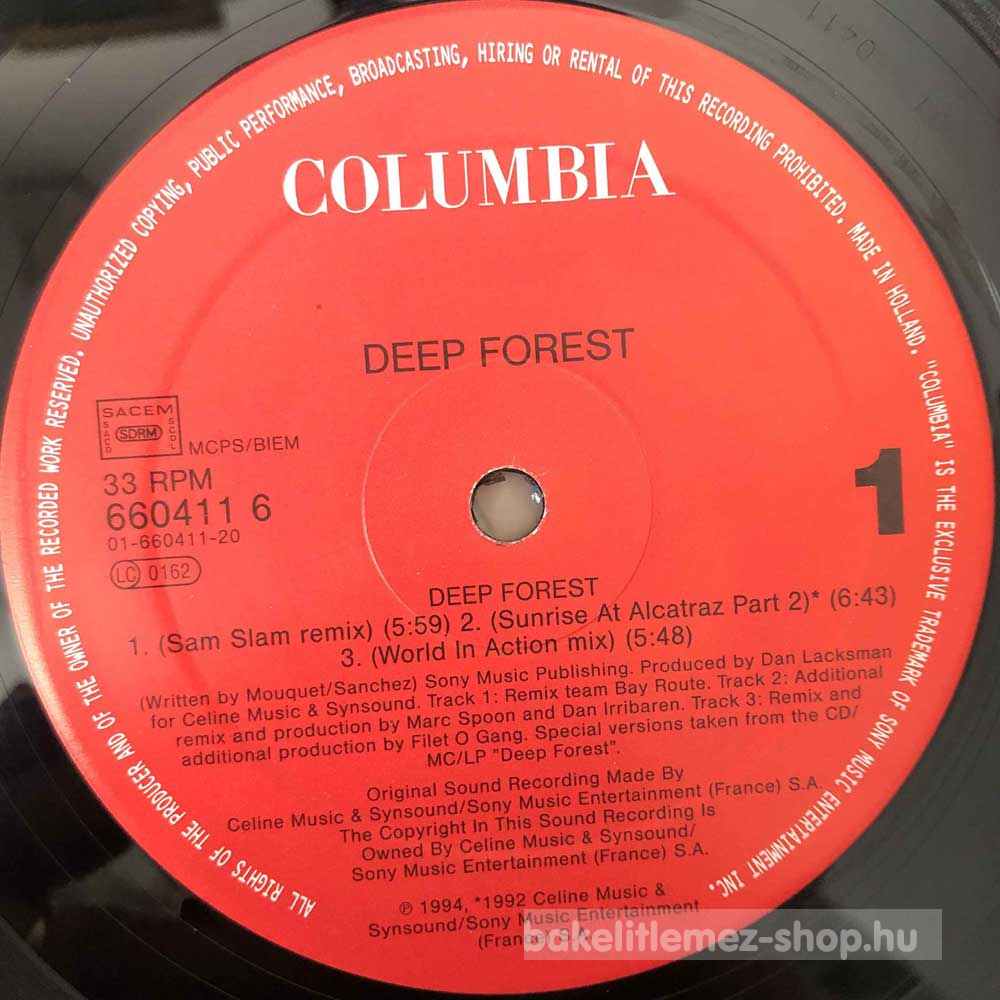 ALL RIGHTS OF THE PRODUCER AND OF THE OWNER OF THE RECORDED WORK RESERVED. UNAUTHORIZED COPYING, PUBLIC PERFORMANCE, BROADCASTING, HIRING OR RENTAL OF THIS RECORDING PROHIBITED. MADE IN HOLLAND. "COLUMBIA" IS THE EXCLUSIVE TRADEMARK OF SONY MUSIC ENTERTAINMENT INC.
COLUMBIA
DEEP FOREST
SACEM
SACD SDRM SCGL
MCPS/BIEM
33 RPM
660411 6
01-660411-20
LC 0162
1
DEEP FOREST
1. (Sam Slam remix) (5:59) 2. (Sunrise At Alcatraz Part 2)* (6:43)
3. (World In Action mix) (5:48)
(Written by Mouquet/Sanchez) Sony Music Publishing. Produced by Dan Lacksman
for Celine Music & Synsound. Track 1: Remix team Bay Route. Track 2: Additional
remix and production by Marc Spoon and Dan Irribaren. Track 3: Remix and
additional production by Filet O Gang. Special versions taken from the CD/
MC/LP "Deep Forest".
Original Sound Recording Made By
Celine Music & Synsound/Sony Music Entertainment (France) S.A.
The Copyright In This Sound Recording Is
Owned By Celine Music & Synsound/
Sony Music Entertainment (France) S.A.
℗ 1994, *1992 Celine Music &
Synsound/Sony Music Entertainment
(France) S.A.
bakelitlemez-shop.hu